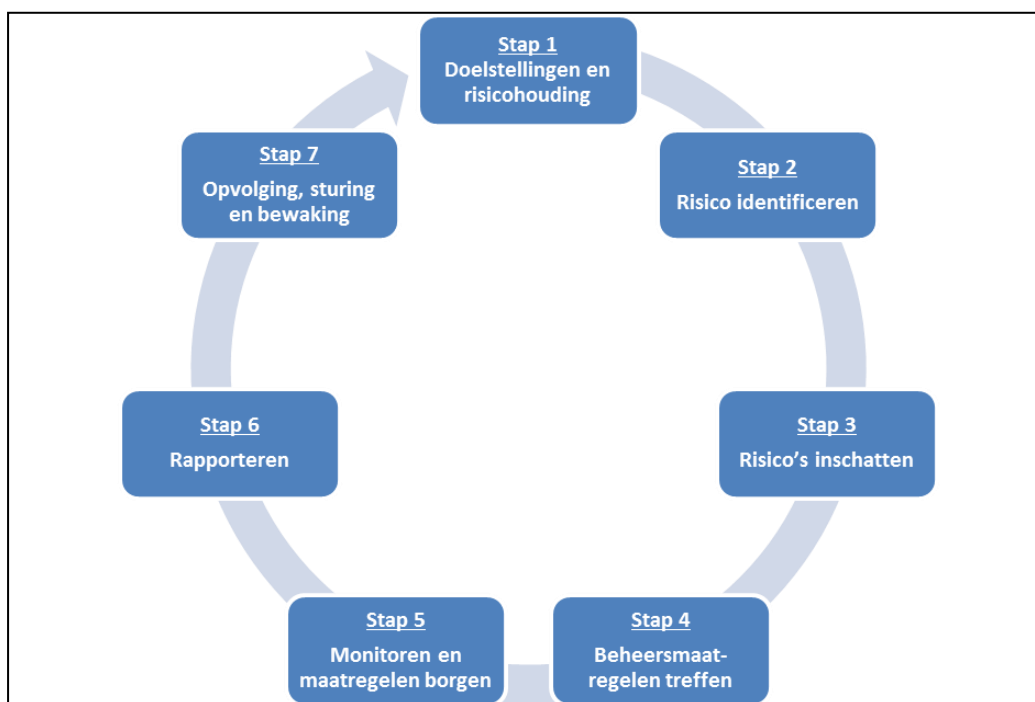 Stap 1
Doelstellingen en
risicohouding
Stap 2
Risico identificeren
Stap 3
Risico's inschatten
Stap 4
Beheersmaat-
regelen treffen
Stap 5
Monitoren en
maatregelen borgen
Stap 6
Rapporteren
Stap 7
Opvolging, sturing
en bewaking